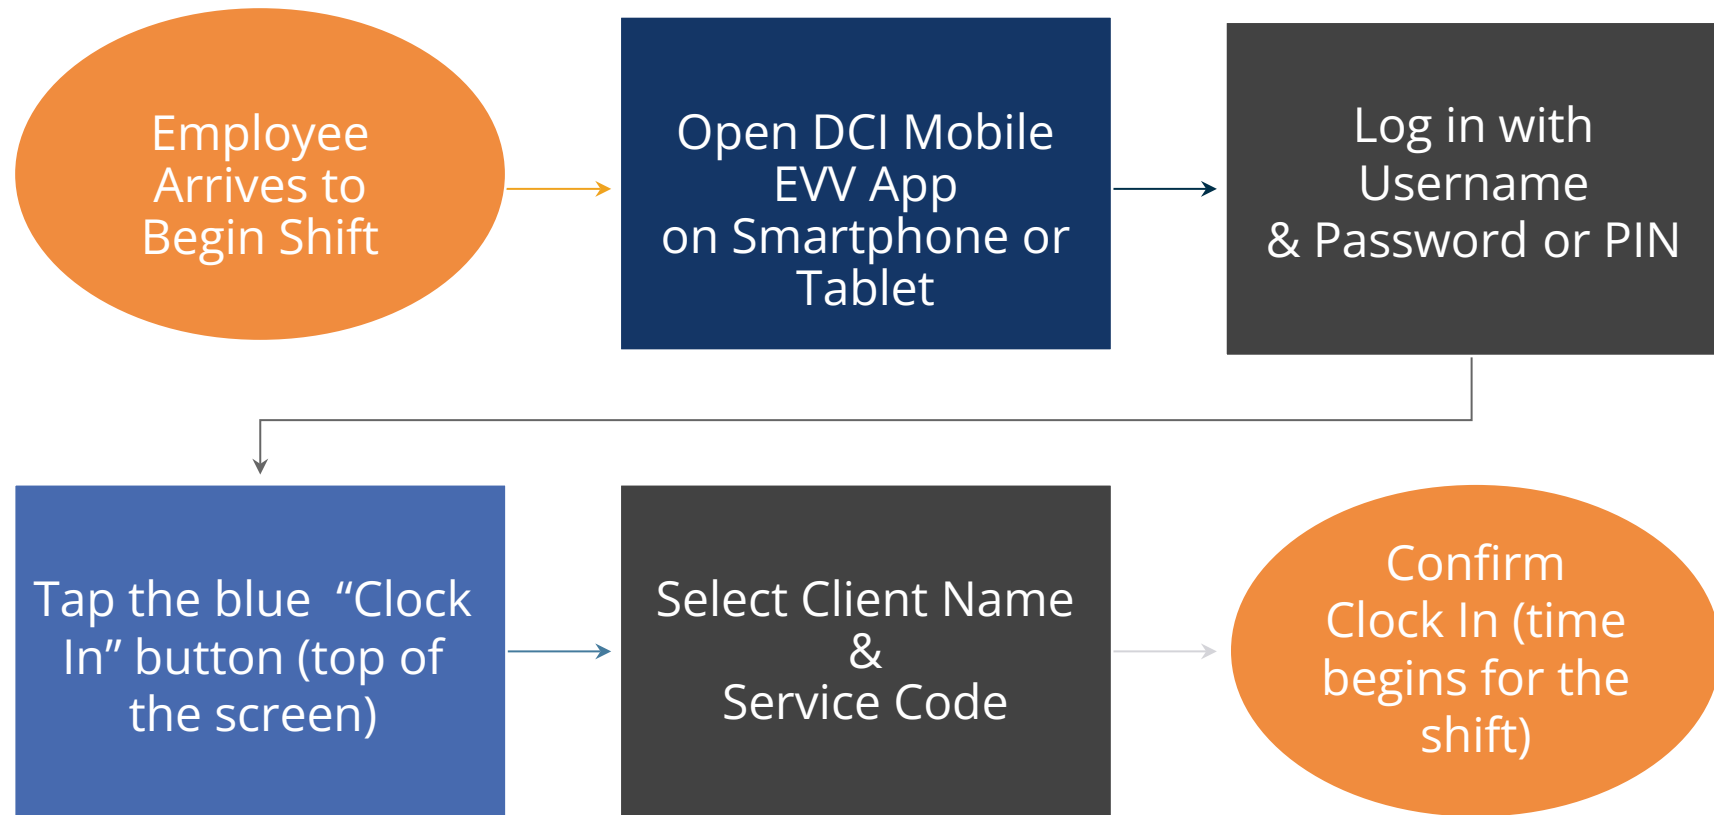 Employee
Arrives to
Begin Shift
Open DCI Mobile
EVV App
on Smartphone or
Tablet
Log in with
Username
& Password or PIN
Tap the blue  “Clock
In” button (top of
the screen)
Select Client Name
&
Service Code
Confirm
Clock In (time
begins for the
shift)